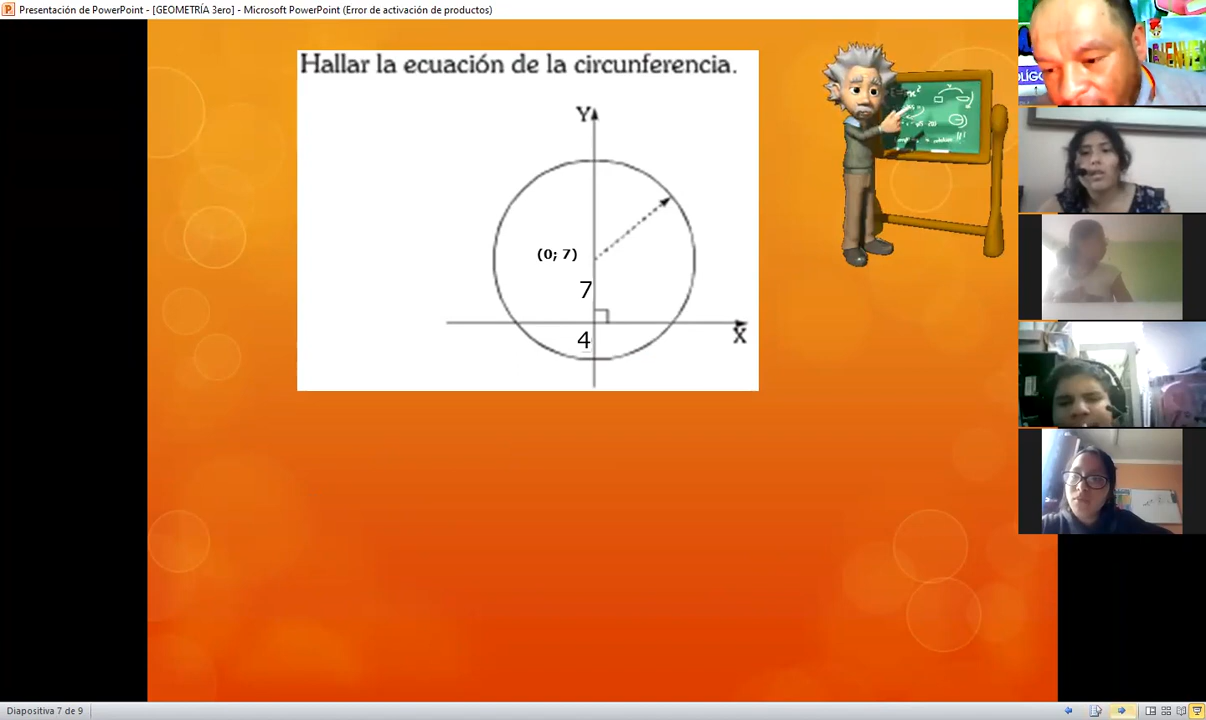 Presentación de PowerPoint - [GEOMETRÍA 3ero] - Microsoft PowerPoint (Error de activación de productos)
Hallar la ecuación de la circunferencia.
Y
(0; 7)
7
4
X
Diapositiva 7 de 9